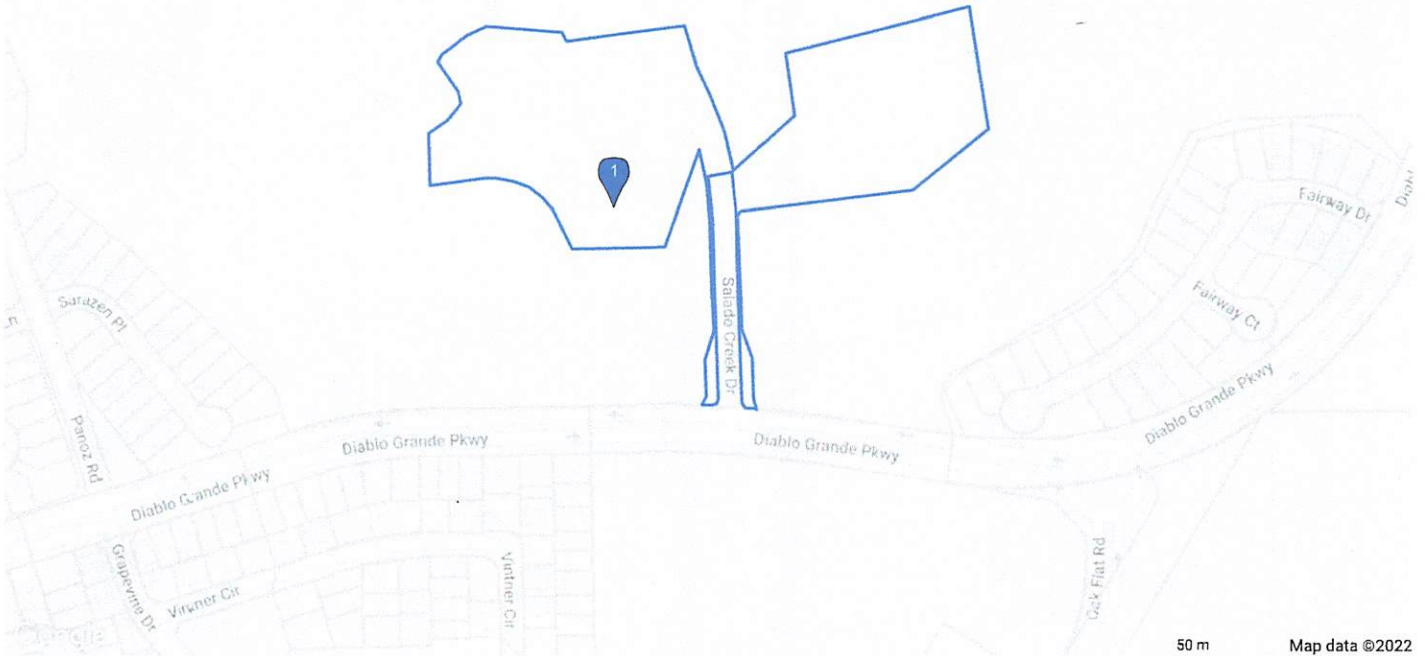 1
Fairway Dr
Fairway Ct
Sarazen Pl
Salado Creek Dr
Panoz Rd
Diablo Grande Pkwy
Diablo Grande Pkwy
Diablo Grande Pkwy
Diablo Grande Pkwy
Grapevine Dr
Vintner Cir
Vintner Cir
Oak Flat Rd
Google
50 m
Map data ©2022